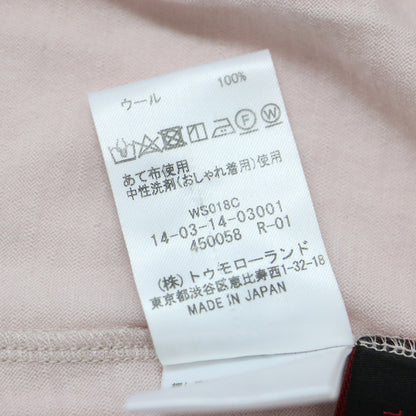 ウール 100%
あて布使用
中性洗剤(おしゃれ着用)使用
WS018C
14-03-14-03001
450058 R-01
(株)トゥモローランド
東京都渋谷区恵比寿西1-32-18
MADE IN JAPAN